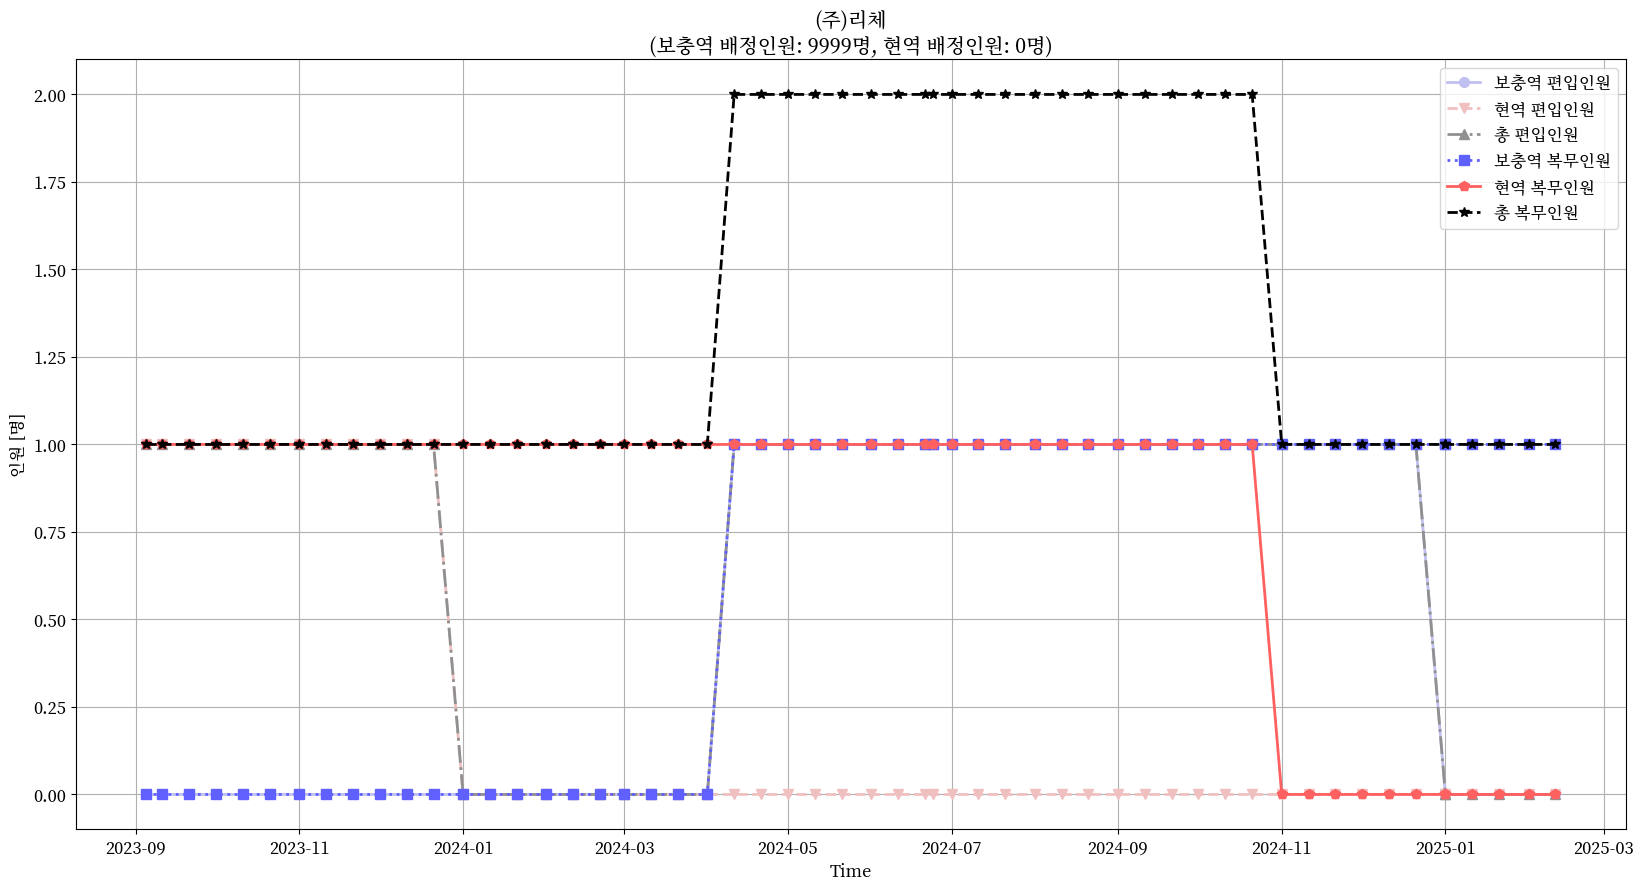 (주)리체
(보충역 배정인원: 9999명, 현역 배정인원: 0명)
보충역 편입인원
현역 편입인원
총 편입인원
보충역 복무인원
현역 복무인원
총 복무인원
인원 [명]
2.00
1.75
1.50
1.25
1.00
0.75
0.50
0.25
0.00
2023-09 2023-11 2024-01 2024-03 2024-05 2024-07 2024-09 2024-11 2025-01 2025-03
Time